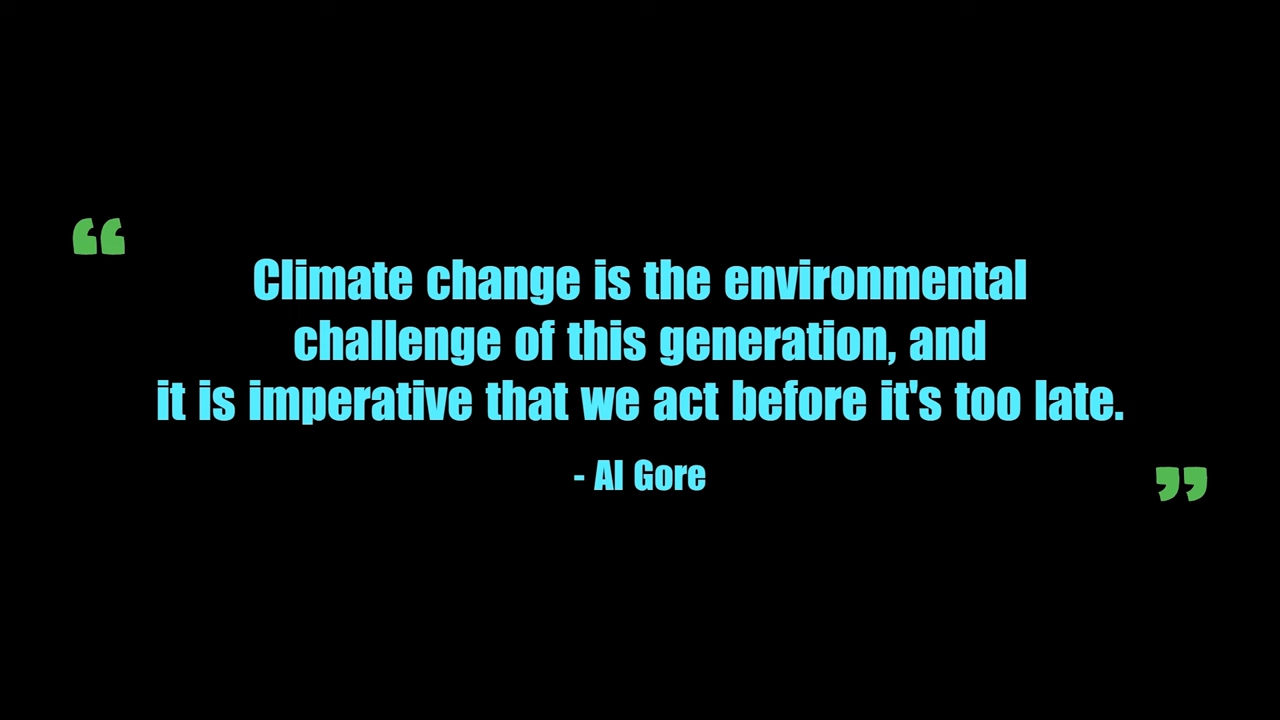 “
Climate change is the environmental
challenge of this generation, and
it is imperative that we act before it's too late.
- Al Gore
”